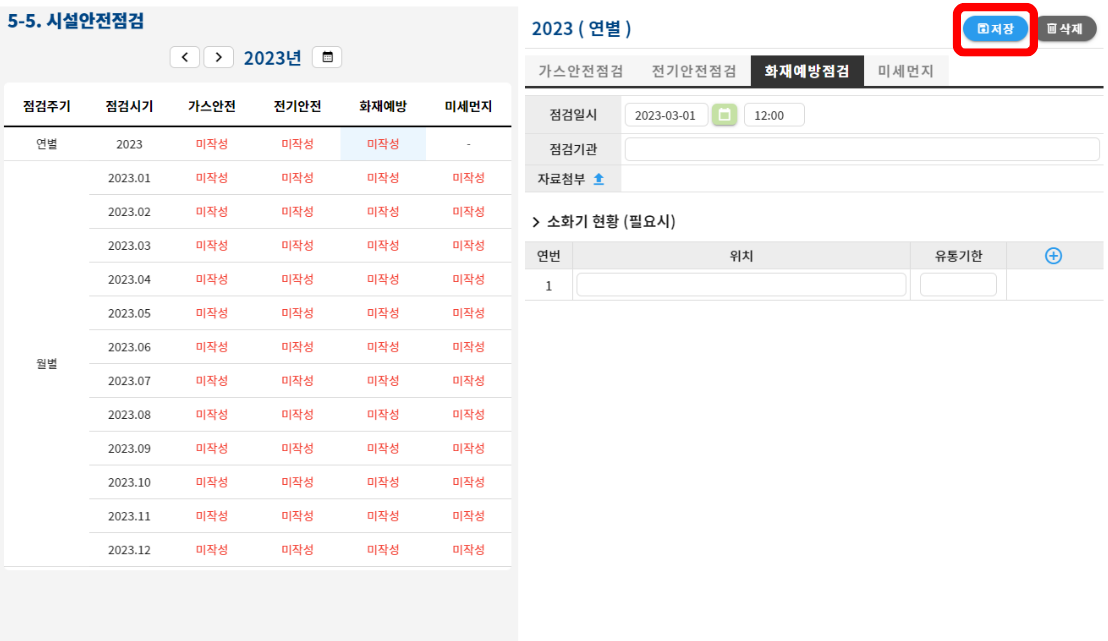 5-5. 시설안전점검
2023년
점검주기 점검시기 가스안전 전기안전 화재예방 미세먼지
연별 2023 미작성 미작성 미작성 -
월별
2023.01 미작성 미작성 미작성 미작성
2023.02 미작성 미작성 미작성 미작성
2023.03 미작성 미작성 미작성 미작성
2023.04 미작성 미작성 미작성 미작성
2023.05 미작성 미작성 미작성 미작성
2023.06 미작성 미작성 미작성 미작성
2023.07 미작성 미작성 미작성 미작성
2023.08 미작성 미작성 미작성 미작성
2023.09 미작성 미작성 미작성 미작성
2023.10 미작성 미작성 미작성 미작성
2023.11 미작성 미작성 미작성 미작성
2023.12 미작성 미작성 미작성 미작성
2023 ( 연별 )
저장 삭제
가스안전점검 전기안전점검 화재예방점검 미세먼지
점검일시 2023-03-01 12:00
점검기관
자료첨부
소화기 현황 (필요시)
연번 위치 유통기한
1